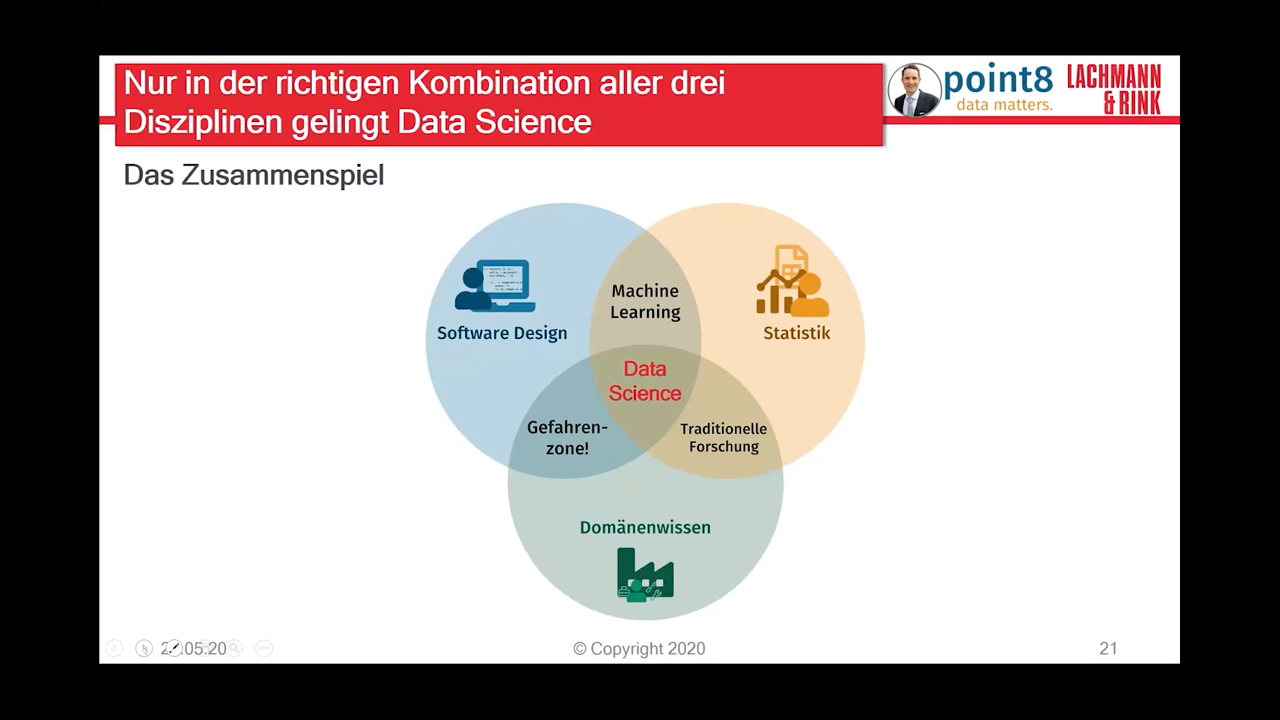 Nur in der richtigen Kombination aller drei
Disziplinen gelingt Data Science
point8
data matters.
LACHMANN
& RINK
Das Zusammenspiel
Software Design
Machine
Learning
Statistik
Data
Science
Gefahren-
zone!
Traditionelle
Forschung
Domänenwissen
.05.20
© Copyright 2020
21